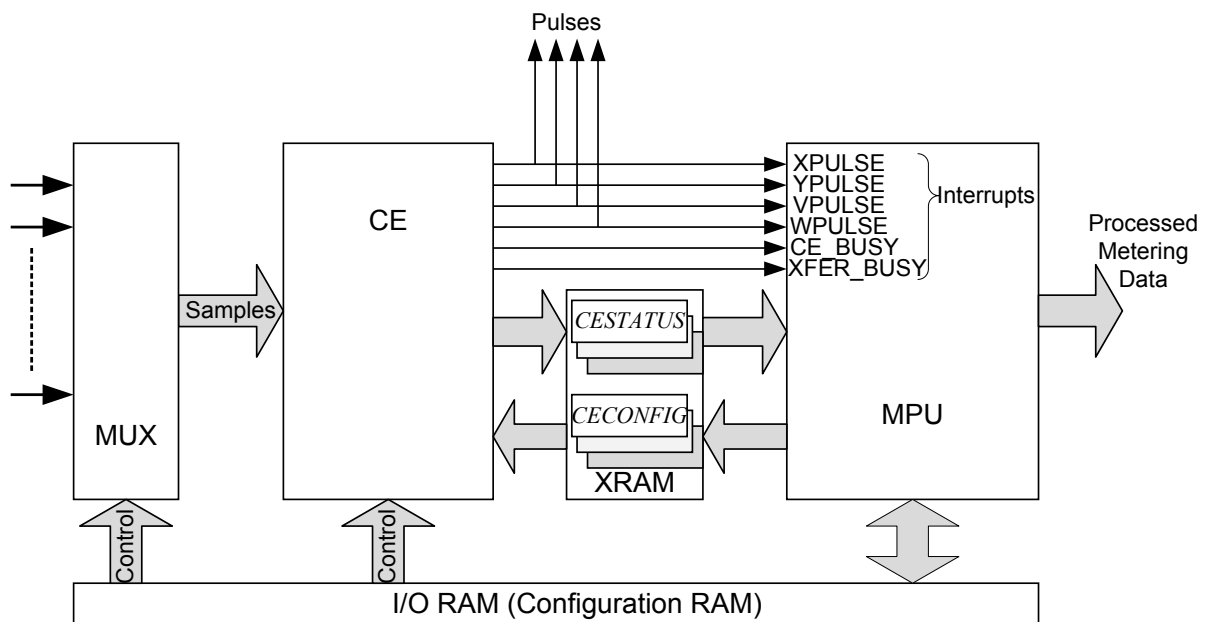 Pulses
XPULSE
YPULSE
VPULSE
WPULSE
CE_BUSY
XFER_BUSY
Interrupts
CE
Processed
Metering
Data
Samples
CESTATUS
CECONFIG
XRAM
MUX
MPU
Control
Control
I/O RAM (Configuration RAM)